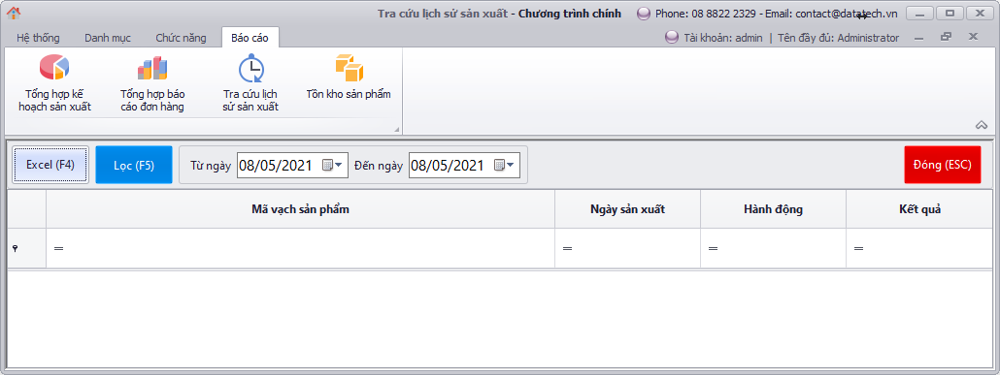 Tra cứu lịch sử sản xuất - Chương trình chính Phone: 08 8822 2329 - Email: contact@datatech.vn
Hệ thống Danh mục Chức năng Báo cáo Tài khoản: admin | Tên đầy đủ: Administrator
Tổng hợp kế Tổng hợp báo Tra cứu lịch Tồn kho sản phẩm
hoạch sản xuất cáo đơn hàng sử sản xuất
Excel (F4) Lọc (F5) Từ ngày 08/05/2021 Đến ngày 08/05/2021 Đóng (ESC)
Mã vạch sản phẩm Ngày sản xuất Hành động Kết quả
= = = =